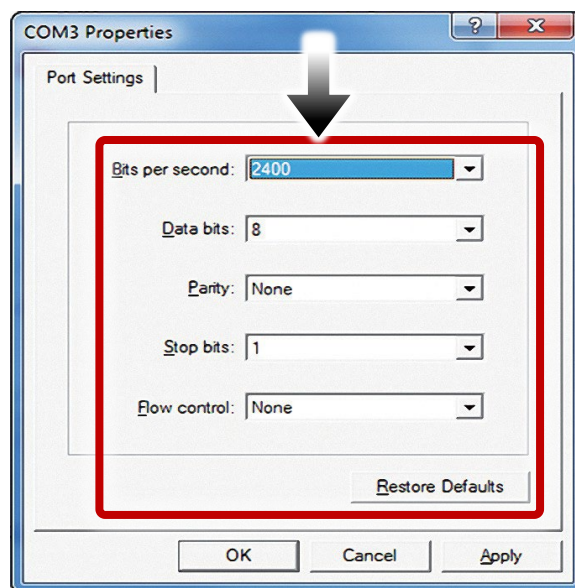 COM3 Properties
?
X
Port Settings
Bits per second: 2400
Data bits: 8
Parity: None
Stop bits: 1
Flow control: None
Restore Defaults
OK Cancel Apply